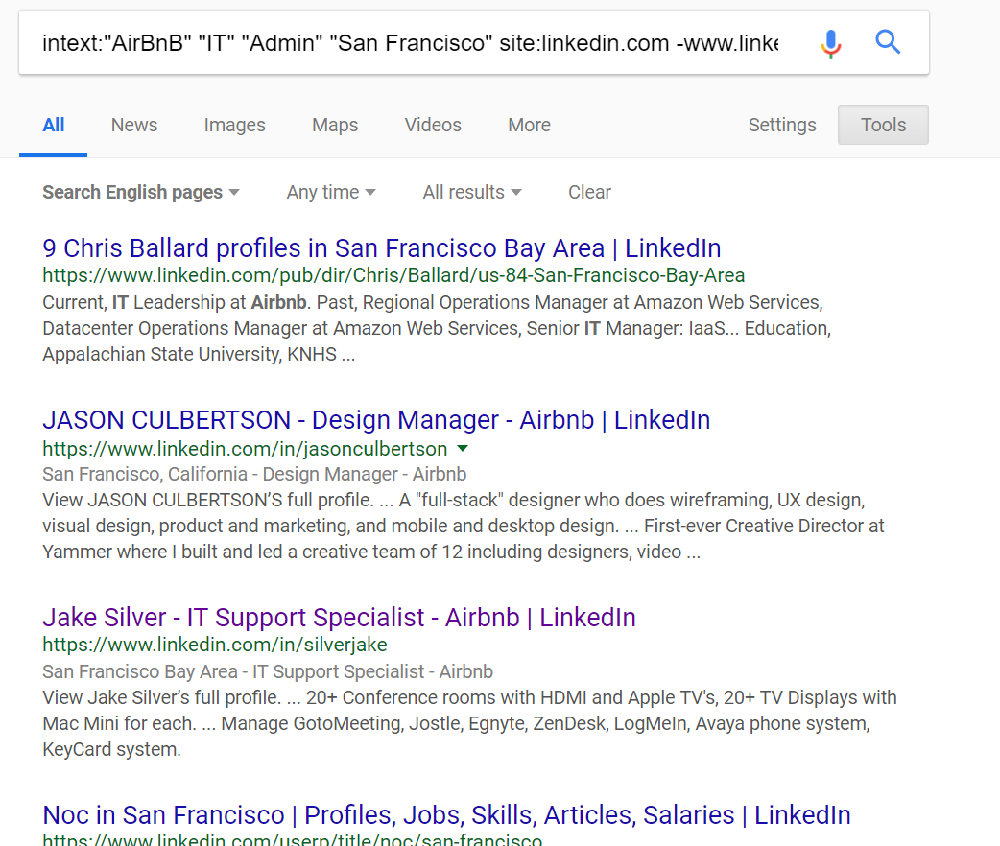 intext:"AirBnB" "IT" "Admin" "San Francisco" site:linkedin.com -www.linke
All News Images Maps Videos More Settings Tools
Search English pages Any time All results Clear
9 Chris Ballard profiles in San Francisco Bay Area | LinkedIn
https://www.linkedin.com/pub/dir/Chris/Ballard/us-84-San-Francisco-Bay-Area
Current, IT Leadership at Airbnb. Past, Regional Operations Manager at Amazon Web Services,
Datacenter Operations Manager at Amazon Web Services, Senior IT Manager: IaaS... Education,
Appalachian State University, KNHS ...
JASON CULBERTSON - Design Manager - Airbnb | LinkedIn
https://www.linkedin.com/in/jasonculbertson
San Francisco, California - Design Manager - Airbnb
View JASON CULBERTSON’S full profile. ... A "full-stack" designer who does wireframing, UX design,
visual design, product and marketing, and mobile and desktop design. ... First-ever Creative Director at
Yammer where I built and led a creative team of 12 including designers, video ...
Jake Silver - IT Support Specialist - Airbnb | LinkedIn
https://www.linkedin.com/in/silverjake
San Francisco Bay Area - IT Support Specialist - Airbnb
View Jake Silver’s full profile. ... 20+ Conference rooms with HDMI and Apple TV's, 20+ TV Displays with
Mac Mini for each. ... Manage GotoMeeting, Jostle, Egnyte, ZenDesk, LogMeIn, Avaya phone system,
KeyCard system.
Noc in San Francisco | Profiles, Jobs, Skills, Articles, Salaries | LinkedIn
https://www.linkedin.com/userp/title/noc/san-francisco